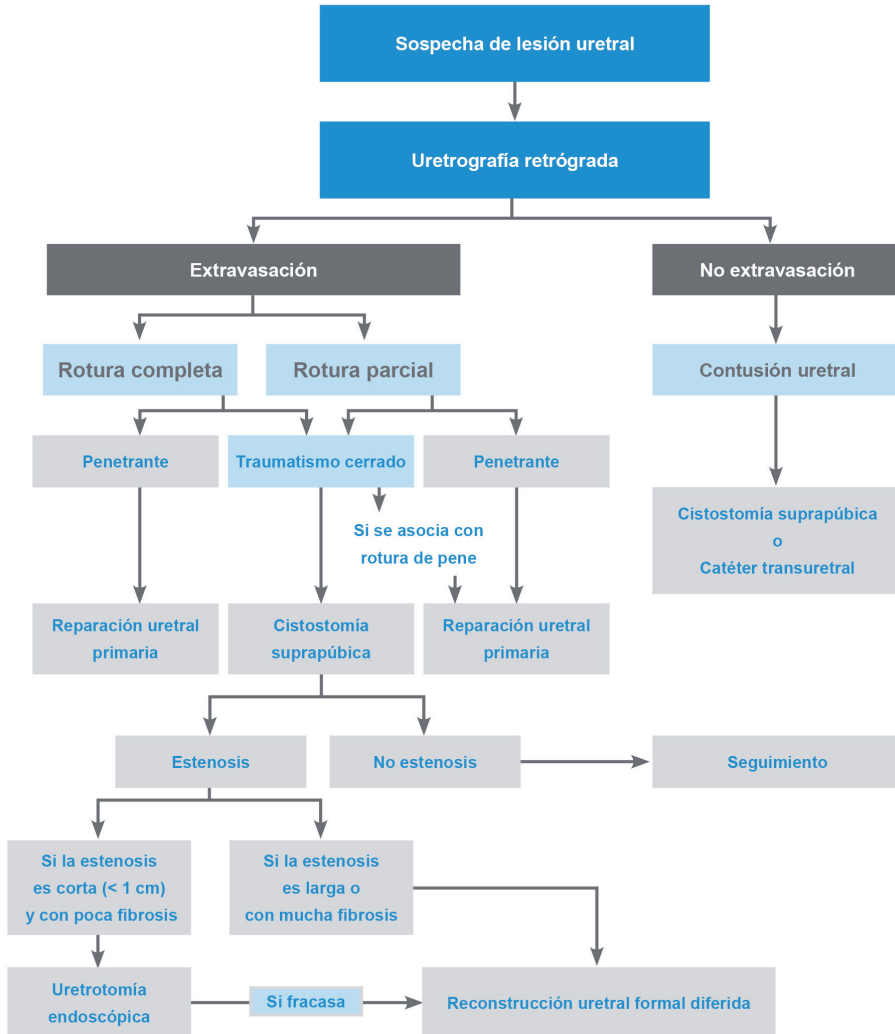 Sospecha de lesión uretral
Uretrografía retrógrada
Extravasación
No extravasación
Rotura completa
Rotura parcial
Contusión uretral
Penetrante
Traumatismo cerrado
Penetrante
Si se asocia con
rotura de pene
Cistostomía suprapúbica
o
Catéter transuretral
Reparación uretral
primaria
Cistostomía
suprapúbica
Reparación uretral
primaria
Estenosis
No estenosis
Seguimiento
Si la estenosis
es corta (< 1 cm)
y con poca fibrosis
Si la estenosis
es larga o
con mucha fibrosis
Uretrotomía
endoscópica
Si fracasa
Reconstrucción uretral formal diferida